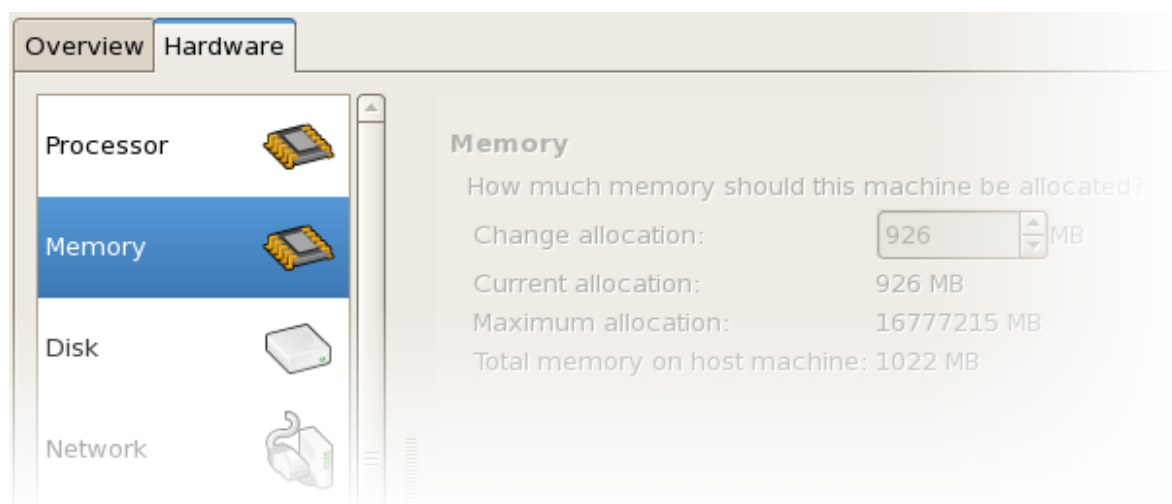 Overview Hardware
Processor
Memory
Disk
Network
Memory
How much memory should this machine be allocated?
Change allocation: 926 MB
Current allocation: 926 MB
Maximum allocation: 16777215 MB
Total memory on host machine: 1022 MB